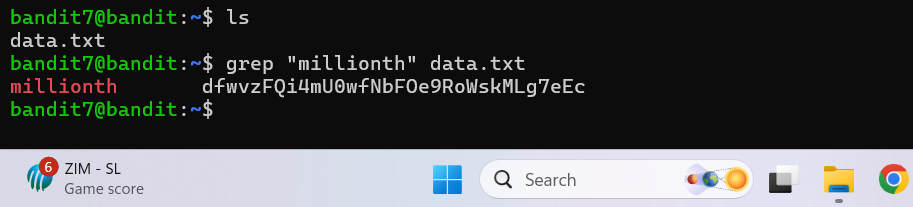 bandit7@bandit:~$ ls
data.txt
bandit7@bandit:~$ grep "millionth" data.txt
millionth dfwvzFQi4mU0wfNbFOe9RoWskMLg7eEc
bandit7@bandit:~$
6
ZIM - SL
Game score
Search